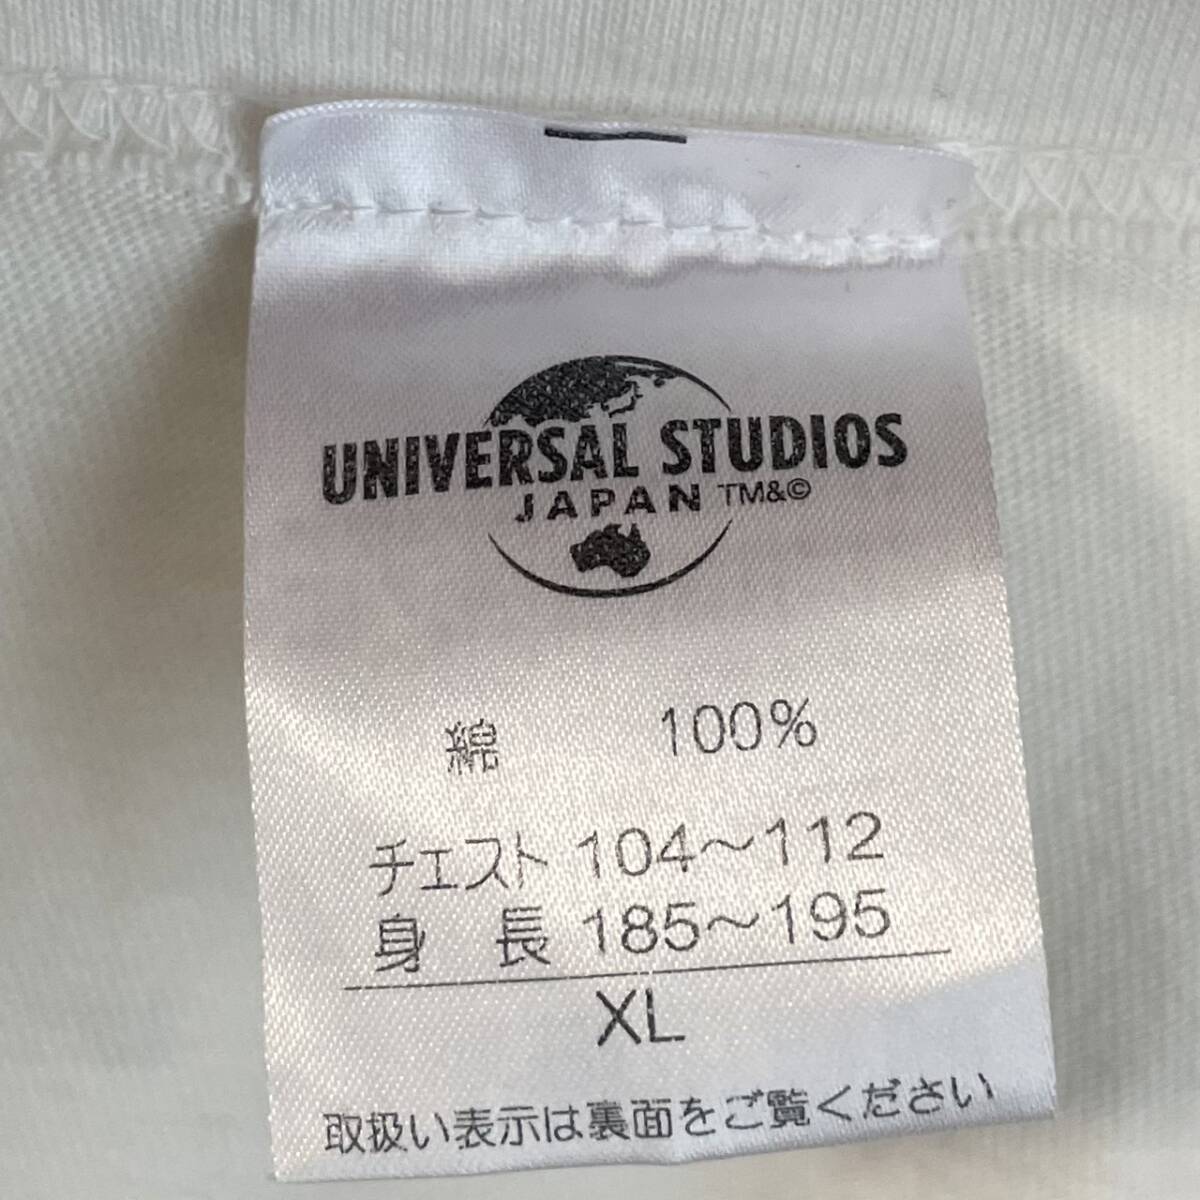 UNIVERSAL STUDIOS
JAPAN TM&©
綿 100%
チェスト 104～112
身 長 185～195
XL
取扱い表示は裏面をご覧ください